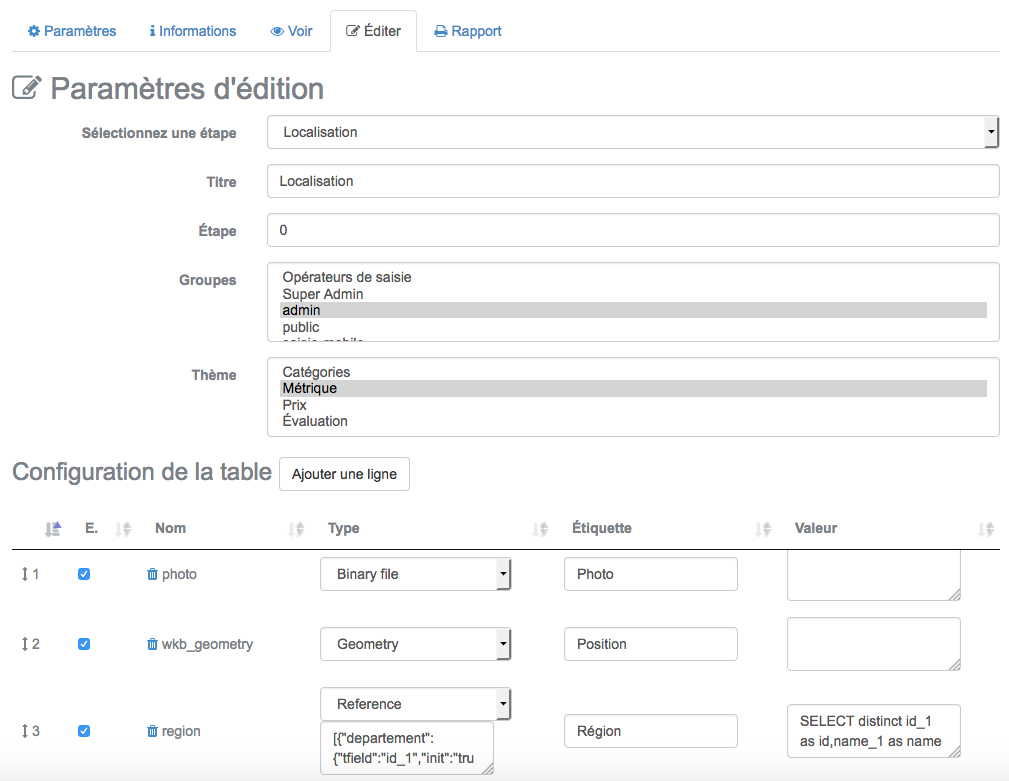 Paramètres Informations Voir Éditer Rapport
Paramètres d'édition
Sélectionnez une étape Localisation
Titre Localisation
Étape 0
Groupes Opérateurs de saisie
Super Admin
admin
public
Thème Catégories
Métrique
Prix
Évaluation
Configuration de la table Ajouter une ligne
E. Nom Type Étiquette Valeur
1 photo Binary file Photo
2 wkb_geometry Geometry Position
3 region Reference Région SELECT distinct id_1
as id,name_1 as name
[{"departement":
{"tfield":"id_1","init":"tru